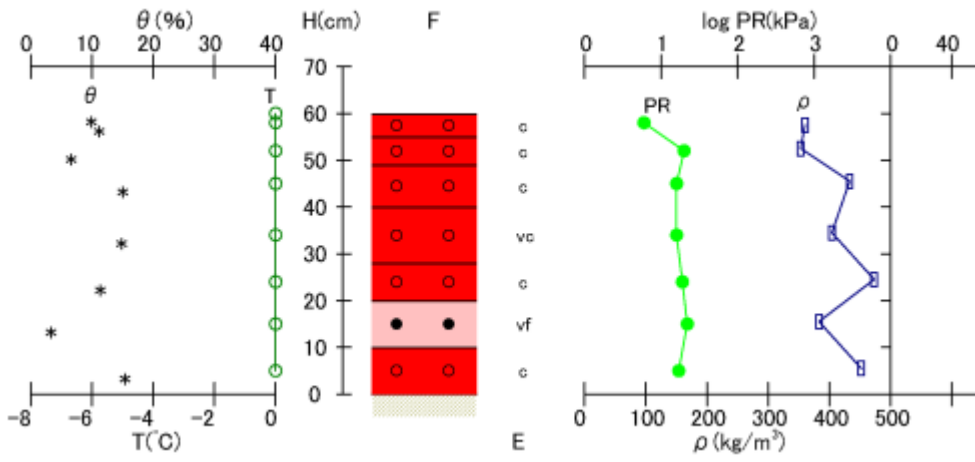 θ (%) H(cm) F log PR(kPa)
0 10 20 30 40 0 1 2 3 0 0
70
θ T 60 PR ρ c
50 c
40 c
30 vc
20 c
10 vf
0 c
-8 -6 -4 -2 0 0 100 200 300 400 500
T(°C) E ρ (kg/m³)